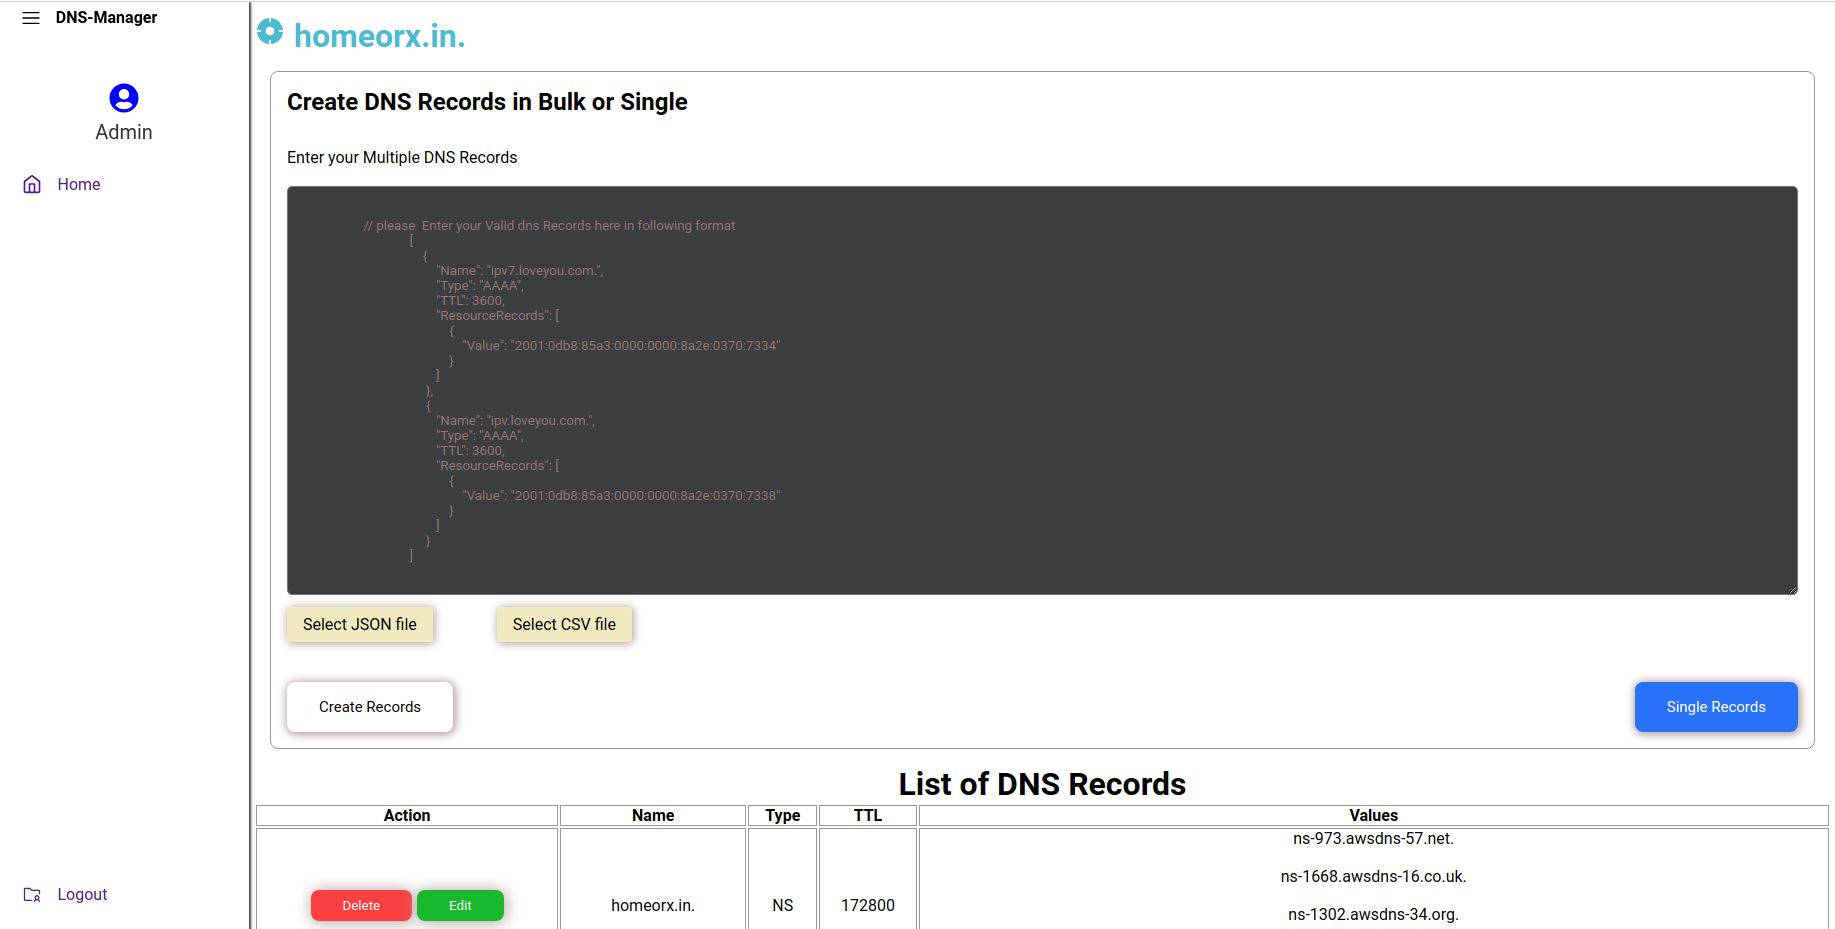 DNS-Manager
Admin
Home
Logout
homeorx.in.
Create DNS Records in Bulk or Single
Enter your Multiple DNS Records
// please  Enter your Valid dns Records here in following format
[
{
"Name": "ipv7.loveyou.com.",
"Type": "AAAA",
"TTL": 3600,
"ResourceRecords": [
{
"Value": "2001:0db8:85a3:0000:0000:8a2e:0370:7334"
}
]
},
{
"Name": "ipv.loveyou.com.",
"Type": "AAAA",
"TTL": 3600,
"ResourceRecords": [
{
"Value": "2001:0db8:85a3:0000:0000:8a2e:0370:7338"
}
]
}
]
Select JSON file Select CSV file
Create Records Single Records
List of DNS Records
Action Name Type TTL Values
Delete Edit homeorx.in. NS 172800
ns-973.awsdns-57.net.
ns-1668.awsdns-16.co.uk.
ns-1302.awsdns-34.org.